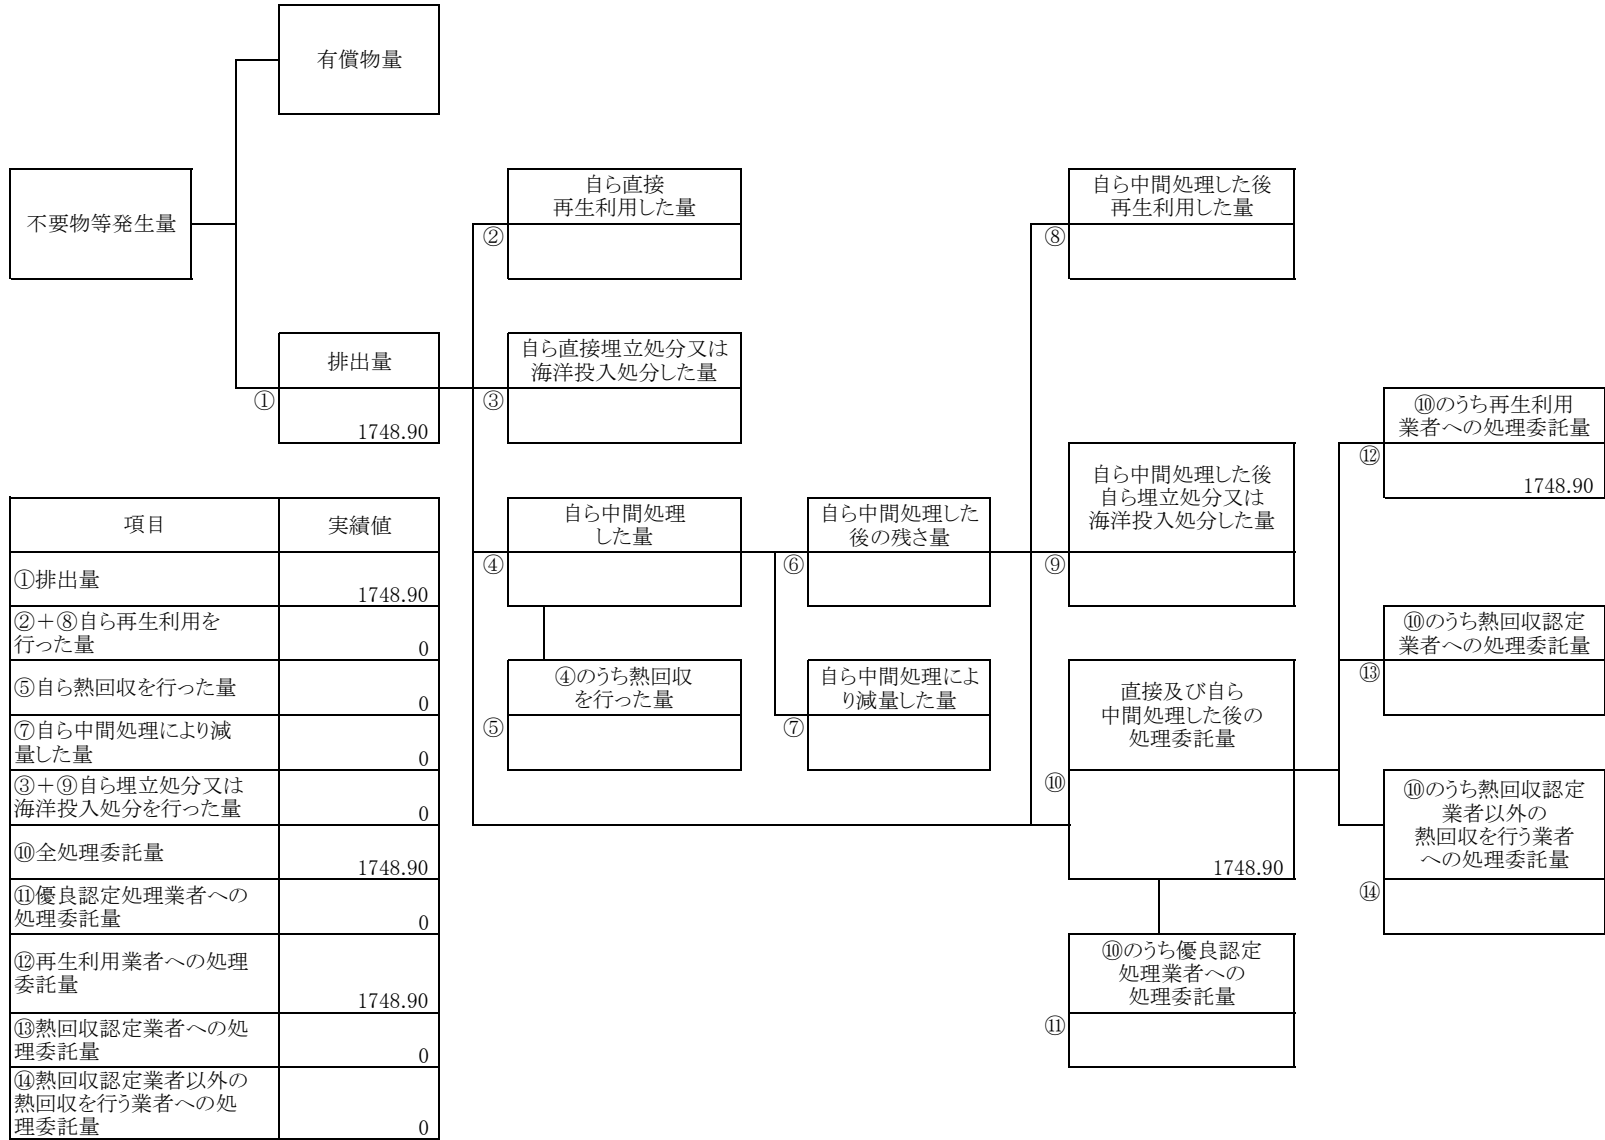 有償物量
不要物等発生量
排出量
①
1748.90
自ら直接
再生利用した量
②
自ら直接埋立処分又は
海洋投入処分した量
③
自ら中間処理
した量
④
④のうち熱回収
を行った量
⑤
自ら中間処理した
後の残さ量
⑥
自ら中間処理によ
り減量した量
⑦
自ら中間処理した後
再生利用した量
⑧
自ら中間処理した後
自ら埋立処分又は
海洋投入処分した量
⑨
直接及び自ら
中間処理した後の
処理委託量
⑩
1748.90
⑩のうち優良認定
処理業者への
処理委託量
⑪
⑩のうち再生利用
業者への処理委託量
⑫
1748.90
⑩のうち熱回収認定
業者への処理委託量
⑬
⑩のうち熱回収認定
業者以外の
熱回収を行う業者
への処理委託量
⑭
項目 実績値
①排出量
1748.90
②＋⑧自ら再生利用を
行った量
0
⑤自ら熱回収を行った量
0
⑦自ら中間処理により減
量した量
0
③＋⑨自ら埋立処分又は
海洋投入処分を行った量
0
⑩全処理委託量
1748.90
⑪優良認定処理業者への
処理委託量
0
⑫再生利用業者への処理
委託量
1748.90
⑬熱回収認定業者への処
理委託量
0
⑭熱回収認定業者以外の
熱回収を行う業者への処
理委託量
0